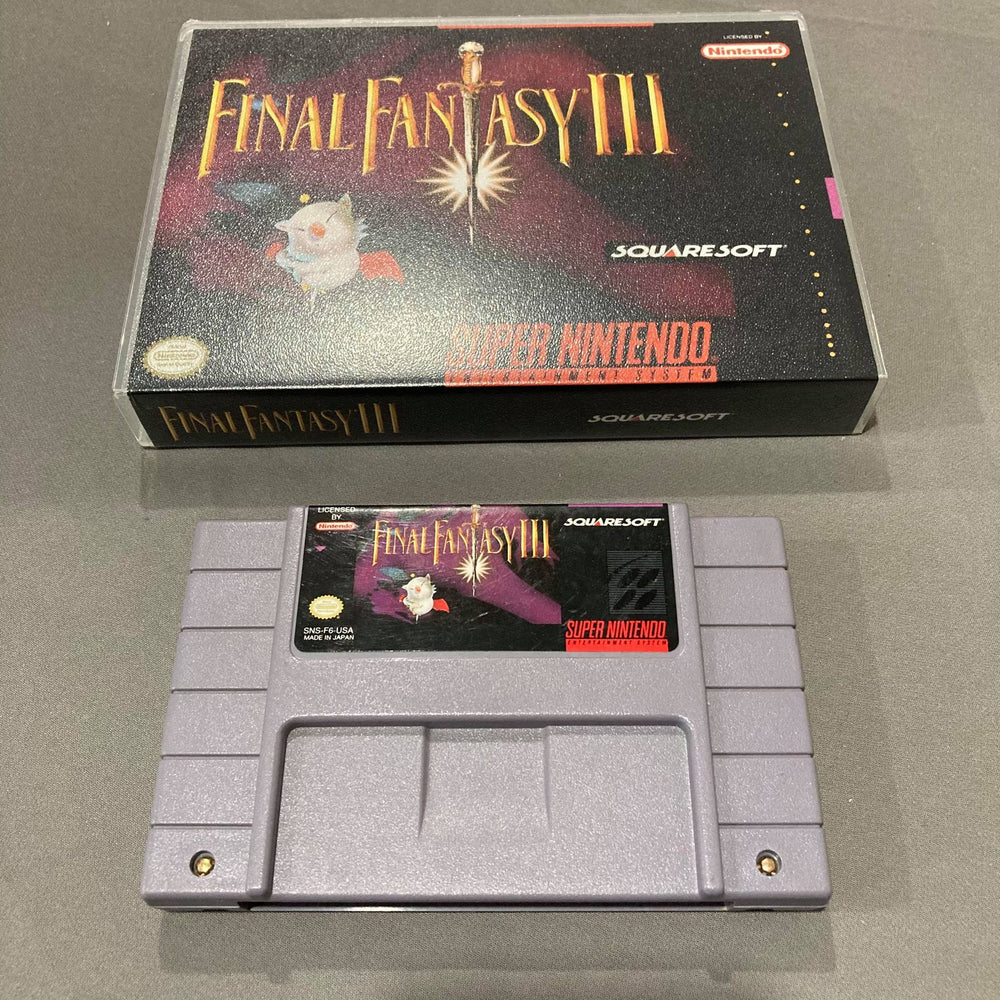 LICENSED BY
Nintendo
FINAL FANTASY III
SQUARESOFT
Nintendo
SUPER NINTENDO
ENTERTAINMENT SYSTEM
FINAL FANTASY III
SQUARESOFT
LICENSED
BY
Nintendo
FINAL FANTASY III
SQUARESOFT
SNS-F6-USA
MADE IN JAPAN
SUPER NINTENDO
ENTERTAINMENT SYSTEM